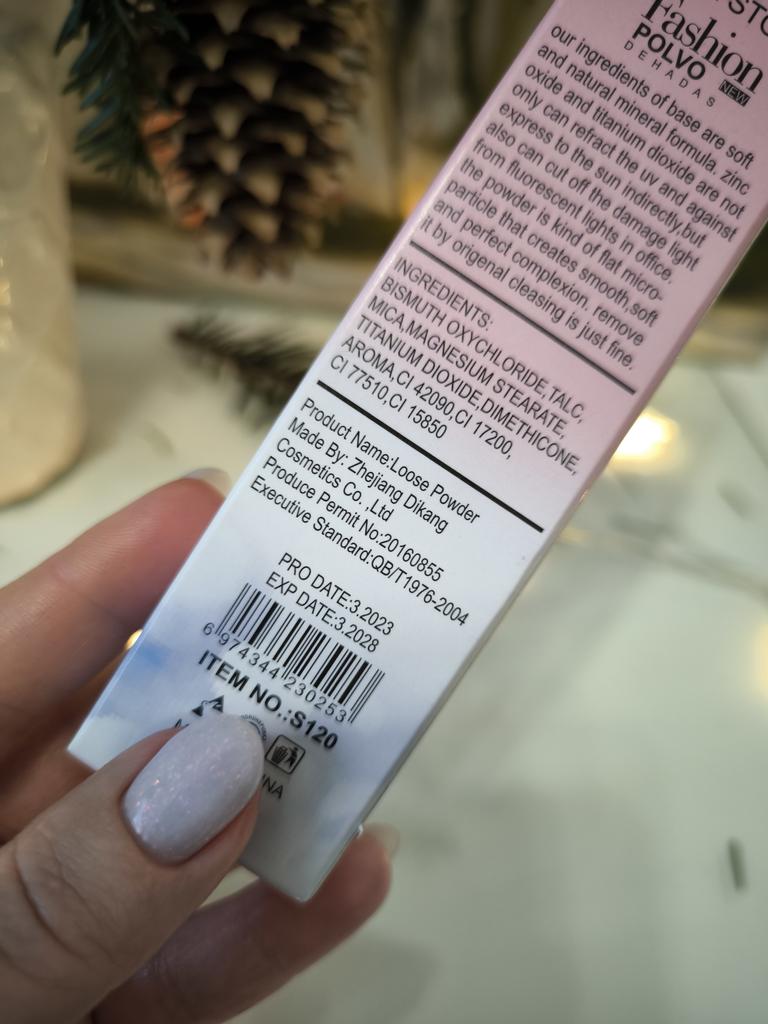 Fashion
POLVO
DEHADAS
NEW
our ingredients of base are soft
and natural mineral formula, zinc
oxide and titanium dioxide are not
only can refract the uv and against
express to the sun indirectly,but
also can cut off the damage light
from fluorescent lights in office.
the powder is kind of flat micro-
particle that creates smooth,soft
and perfect complexion, remove
it by origenal cleasing is just fine.
INGREDIENTS:
BISMUTH OXYCHLORIDE,TALC,
MICA,MAGNESIUM STEARATE,
TITANIUM DIOXIDE,DIMETHICONE,
AROMA,CI 42090,CI 17200,
CI 77510,CI 15850
Product Name:Loose Powder
Made By: Zhejiang Dikang
Cosmetics Co. ,Ltd
Produce Permit No:20160855
Executive Standard:QB/T1976-2004
PRO DATE:3.2023
EXP DATE:3.2028
6 974344 230253
ITEM NO.:S120